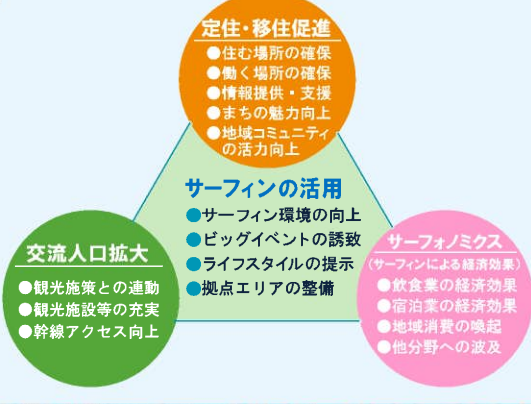 定住・移住促進
●住む場所の確保
●働く場所の確保
●情報提供・支援
●まちの魅力向上
●地域コミュニティ
の活力向上
サーフィンの活用
●サーフィン環境の向上
●ビッグイベントの誘致
●ライフスタイルの提示
●拠点エリアの整備
交流人口拡大
●観光施策との連動
●観光施設等の充実
●幹線アクセス向上
サーフォノミクス
(サーフィンによる経済効果)
●飲食業の経済効果
●宿泊業の経済効果
●地域消費の喚起
●他分野への波及